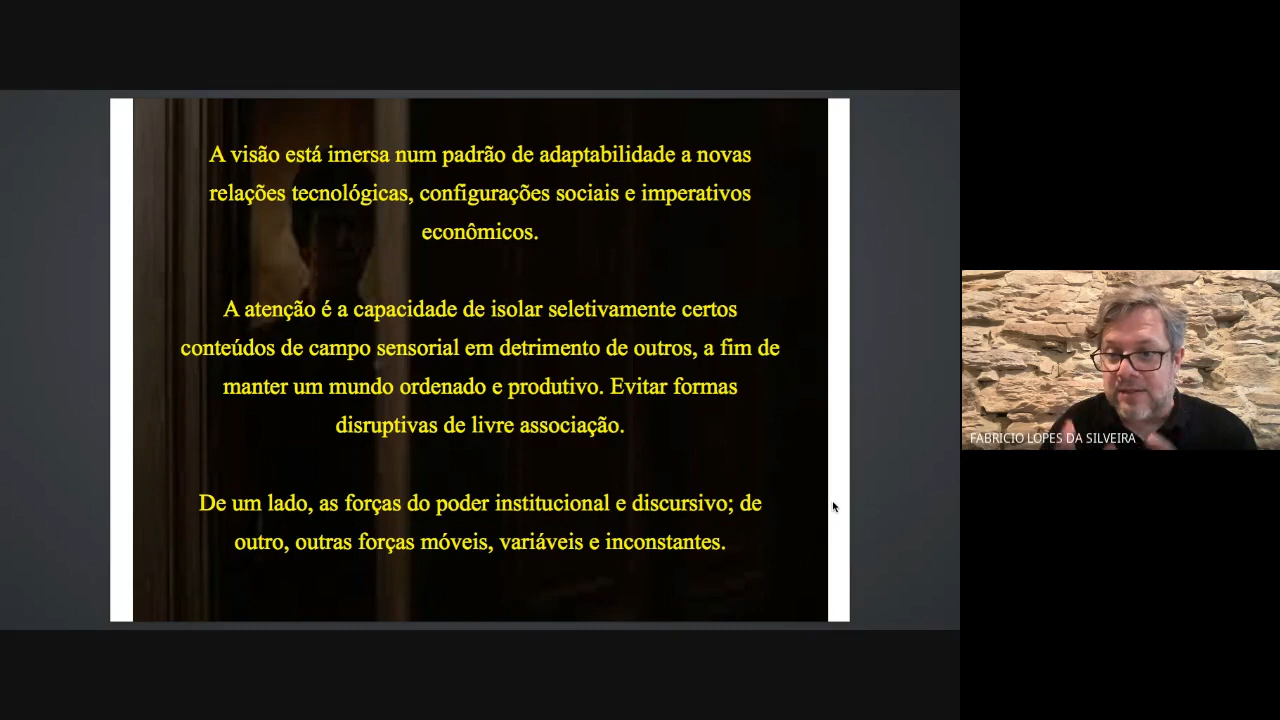 A visão está imersa num padrão de adaptabilidade a novas
relações tecnológicas, configurações sociais e imperativos
econômicos.
A atenção é a capacidade de isolar seletivamente certos
conteúdos de campo sensorial em detrimento de outros, a fim de
manter um mundo ordenado e produtivo. Evitar formas
disruptivas de livre associação.
De um lado, as forças do poder institucional e discursivo; de
outro, outras forças móveis, variáveis e inconstantes.
FABRICIO LOPES DA SILVEIRA